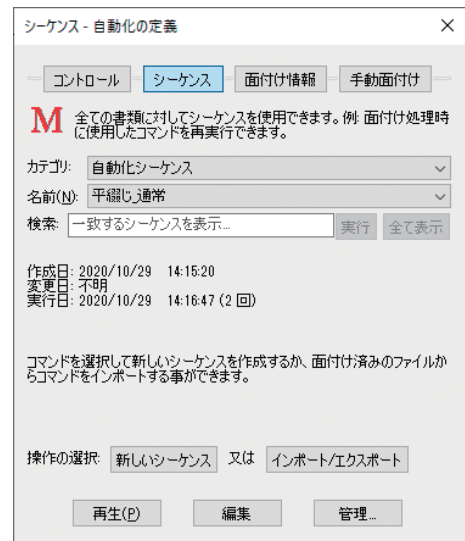 シーケンス - 自動化の定義
コントロール シーケンス 面付け情報 手動面付け
M 全ての書類に対してシーケンスを使用できます。例: 面付け処理時
に使用したコマンドを再実行できます。
カテゴリ: 自動化シーケンス
名前(N): 平綴じ_通常
検索: 一致するシーケンスを表示... 実行 全て表示
作成日: 2020/10/29 14:15:20
変更日: 不明
実行日: 2020/10/29 14:16:47 (2 回)
コマンドを選択して新しいシーケンスを作成するか、面付け済みのファイルか
らコマンドをインポートする事ができます。
操作の選択: 新しいシーケンス 又は インポート/エクスポート
再生(P) 編集 管理...